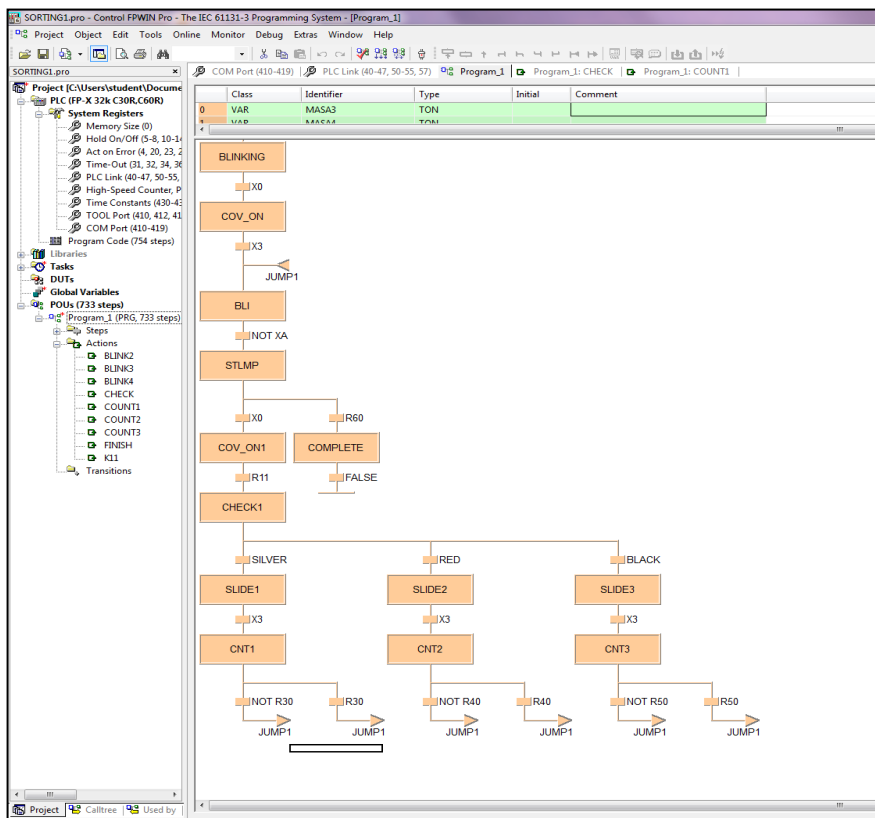 SORTING1.pro - Control FPWIN Pro - The IEC 61131-3 Programming System - [Program_1]
Project Object Edit Tools Online Monitor Debug Extras Window Help
SORTING1.pro ×
COM Port (410-419) PLC Link (40-47, 50-55, 57) Program_1 Program_1: CHECK Program_1: COUNT1
Project [C:\Users\student\Docume
PLC (FP-X 32k C30R,C60R)
System Registers
Memory Size (0)
Hold On/Off (5-8, 10-14
Act on Error (4, 20, 23, 2
Time-Out (31, 32, 34, 36
PLC Link (40-47, 50-55,
High-Speed Counter, P
Time Constants (430-43
TOOL Port (410, 412, 41
COM Port (410-419)
Program Code (754 steps)
Libraries
Tasks
DUTs
Global Variables
POUs (733 steps)
Program_1 (PRG, 733 steps)
Steps
Actions
BLINK2
BLINK3
BLINK4
CHECK
COUNT1
COUNT2
COUNT3
FINISH
K11
Transitions
Project Calltree Used by
Class Identifier Type Initial Comment
0 VAR MASA3 TON
1 VAR MASA4 TON
BLINKING
X0
COV_ON
X3
JUMP1
BLI
NOT XA
STLMP
X0 R60
COV_ON1 COMPLETE
R11 FALSE
CHECK1
SILVER RED BLACK
SLIDE1 SLIDE2 SLIDE3
X3 X3 X3
CNT1 CNT2 CNT3
NOT R30 R30 NOT R40 R40 NOT R50 R50
JUMP1 JUMP1 JUMP1 JUMP1 JUMP1 JUMP1